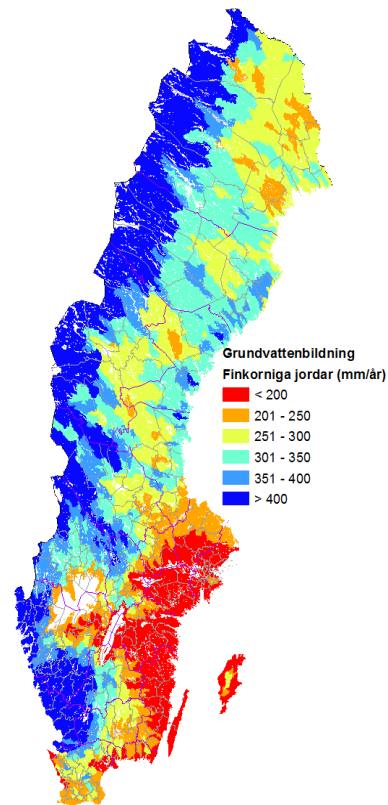 Grundvattenbildning
Finkorniga jordar (mm/år)
< 200
201 - 250
251 - 300
301 - 350
351 - 400
> 400